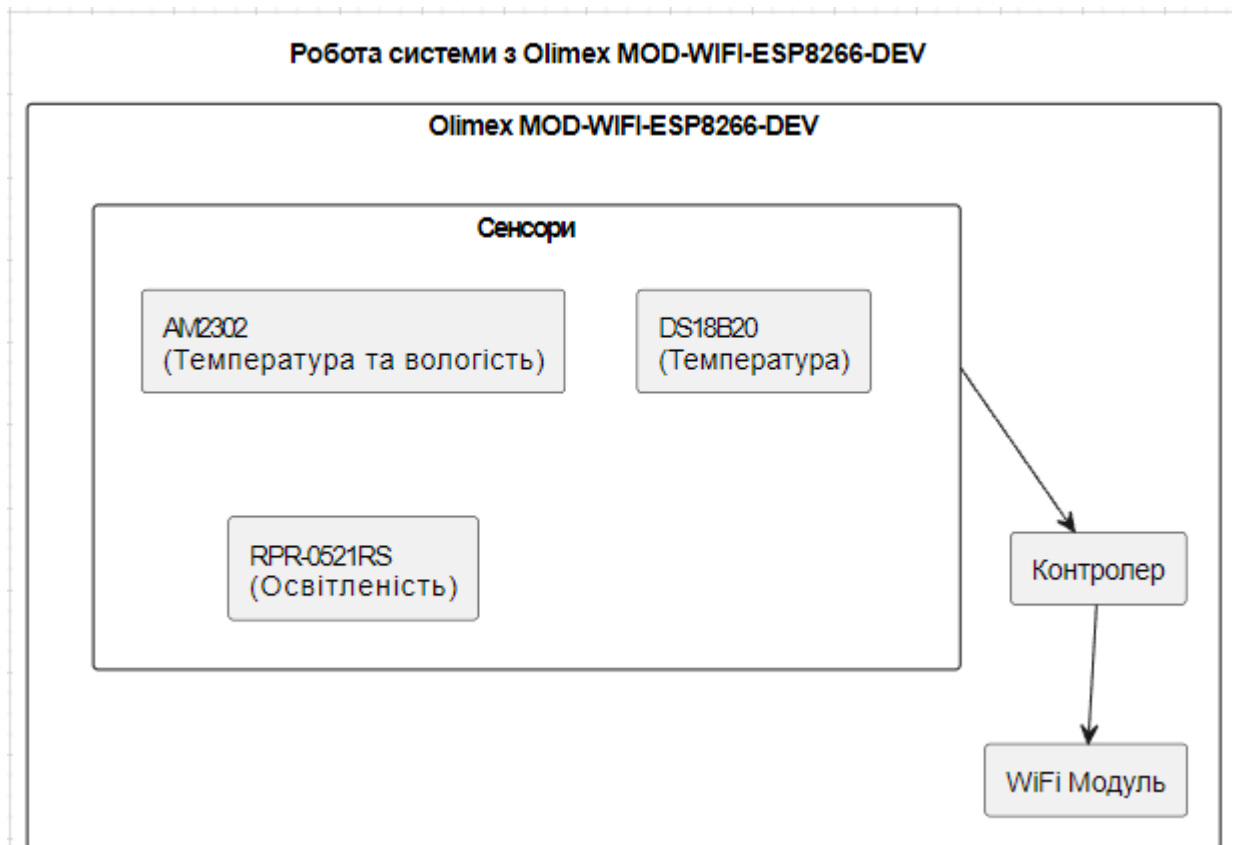 Робота системи з Olimex MOD-WIFI-ESP8266-DEV
Olimex MOD-WIFI-ESP8266-DEV
Сенсори
AM2302
(Температура та вологість)
DS18B20
(Температура)
RPR-0521RS
(Освітленість)
Контролер
WiFi Модуль